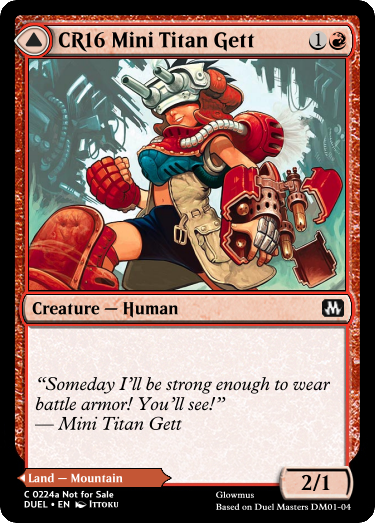 CR16 Mini Titan Gett 1
Creature — Human
“Someday I’ll be strong enough to wear
battle armor! You’ll see!”
— Mini Titan Gett
Land — Mountain
2/1
C 0224a Not for Sale
DUEL • EN Ittoku
Glowmus
Based on Duel Masters DM01-04